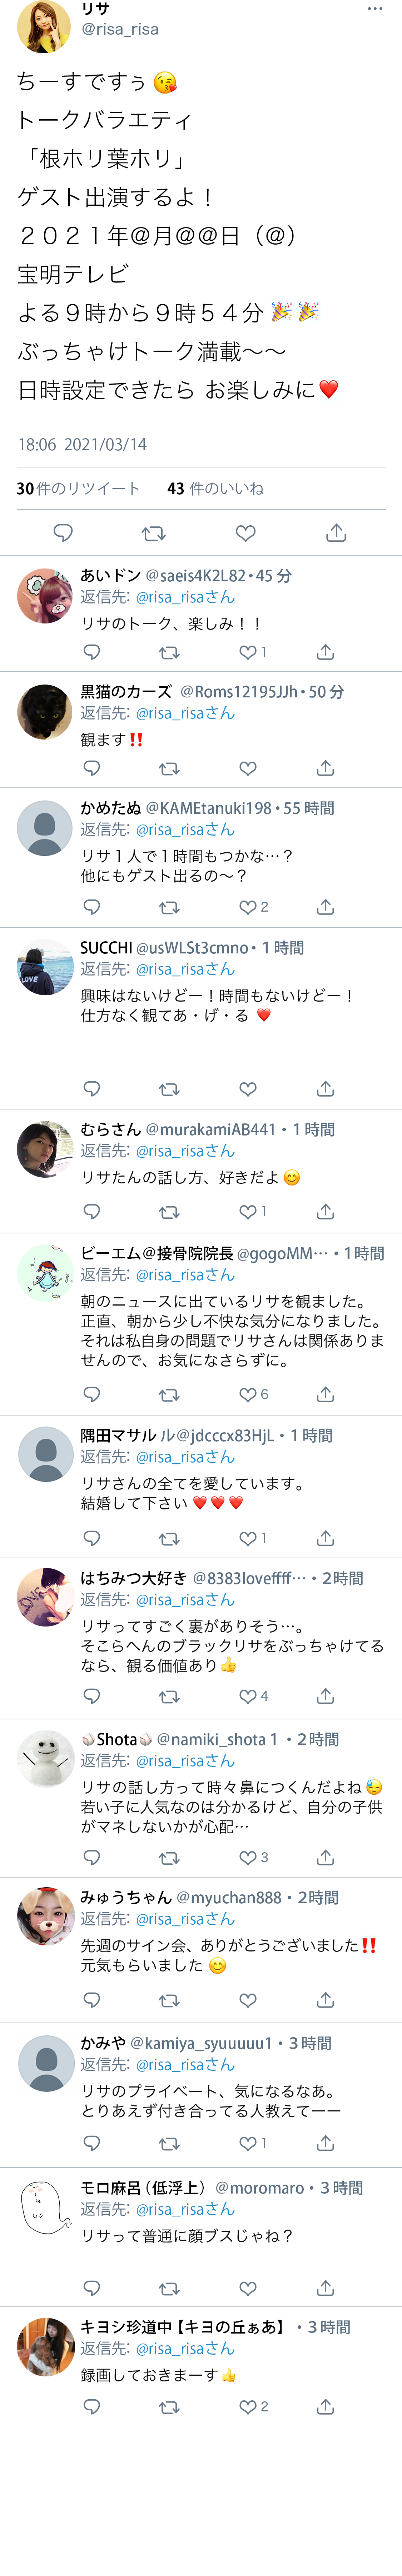 リサ
@risa_risa
ちーすですぅ😘
トークバラエティ
「根ホリ葉ホリ」
ゲスト出演するよ！
２０２１年＠月＠＠日（＠）
宝明テレビ
よる９時から９時５４分🎉🎉
ぶっちゃけトーク満載〜〜
日時設定できたら お楽しみに❤️
18:06 2021/03/14
30件のリツイート 43 件のいいね
あいドン @saeis4K2L82・45 分
返信先: @risa_risaさん
リサのトーク、楽しみ！！
1
黒猫のカーズ @Roms12195JJh・50 分
返信先: @risa_risaさん
観ます‼️
かめたぬ @KAMEtanuki198・55 時間
返信先: @risa_risaさん
リサ１人で１時間もつかな…？
他にもゲスト出るの〜？
2
LOVE
SUCCHI @usWLSt3cmno・１時間
返信先: @risa_risaさん
興味はないけどー！時間もないけどー！
仕方なく観てあ・げ・る ❤️
むらさん @murakamiAB441・１時間
返信先: @risa_risaさん
リサたんの話し方、好きだよ😊
1
ビーエム＠接骨院院長 @gogoMM…・１時間
返信先: @risa_risaさん
朝のニュースに出ているリサを観ました。
正直、朝から少し不快な気分になりました。
それは私自身の問題でリサさんは関係ありま
せんので、お気になさらずに。
6
隅田マサル ル＠jdcccx83HjL・１時間
返信先: @risa_risaさん
リサさんの全てを愛しています。
結婚して下さい❤️❤️❤️
1
はちみつ大好き @8383loveffff…・２時間
返信先: @risa_risaさん
リサってすごく裏がありそう…。
そこらへんのブラックリサをぶっちゃけてる
なら、観る価値あり👍
4
⚾Shota⚾ @namiki_shota１・２時間
返信先: @risa_risaさん
リサの話し方って時々鼻につくんだよね😓
若い子に人気なのは分かるけど、自分の子供
がマネしないかが心配…
3
みゅうちゃん @myuchan888・２時間
返信先: @risa_risaさん
先週のサイン会、ありがとうございました‼️
元気もらいました😊
かみや @kamiya_syuuuuu1・３時間
返信先: @risa_risaさん
リサのプライベート、気になるなあ。
とりあえず付き合ってる人教えてーー
1
モロ麻呂（低浮上） @moromaro・３時間
返信先: @risa_risaさん
リサって普通に顔ブスじゃね？
キヨシ珍道中【キヨの丘ぁあ】・３時間
返信先: @risa_risaさん
録画しておきまーす👍
2